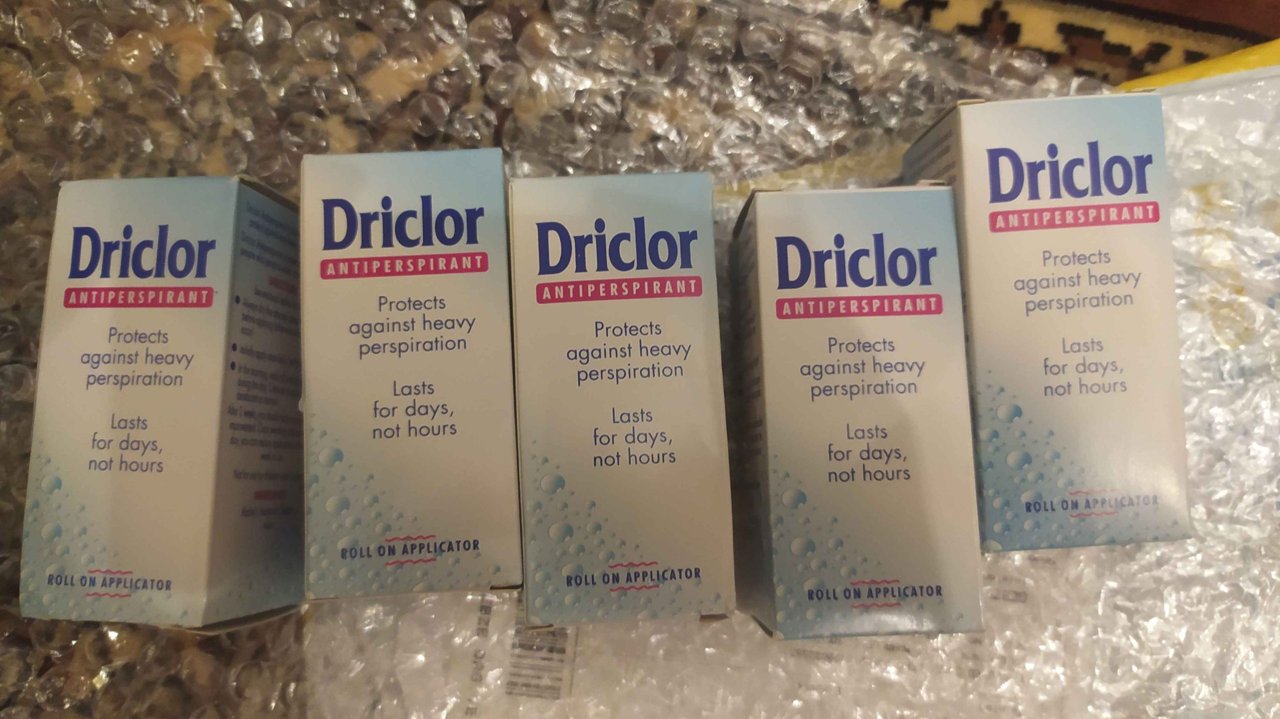 Driclor
ANTIPERSPIRANT
Protects
against heavy
perspiration
Lasts
for days,
not hours
ROLL ON APPLICATOR
Driclor
ANTIPERSPIRANT
Protects
against heavy
perspiration
Lasts
for days,
not hours
ROLL ON APPLICATOR
Driclor
ANTIPERSPIRANT
Protects
against heavy
perspiration
Lasts
for days,
not hours
ROLL ON APPLICATOR
Driclor
ANTIPERSPIRANT
Protects
against heavy
perspiration
Lasts
for days,
not hours
ROLL ON APPLICATOR
Driclor
ANTIPERSPIRANT
Protects
against heavy
perspiration
Lasts
for days,
not hours
ROLL ON APPLICATOR